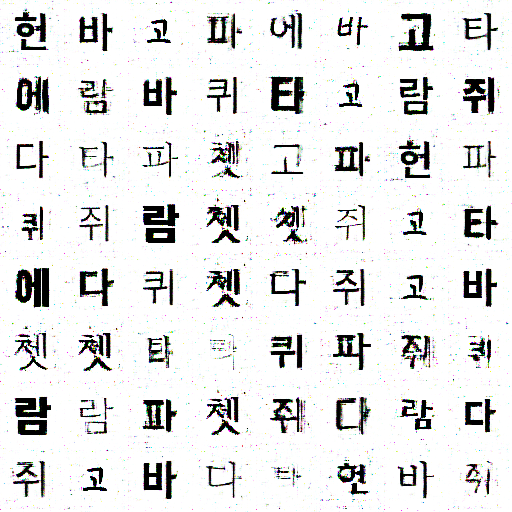 헌 바 고 파 에 바 고 타
에 람 바 퀴 타 고 람 쥐
다 타 파 쳇 고 파 헌 파
퀴 쥐 람 쳇 쳇 쥐 고 타
에 다 퀴 쳇 다 쥐 고 바
쳇 쳇 타 퀴 파 쥐 퀴
람 람 파 쳇 쥐 다 람 다
쥐 고 바 다 타 헌 바 쥐